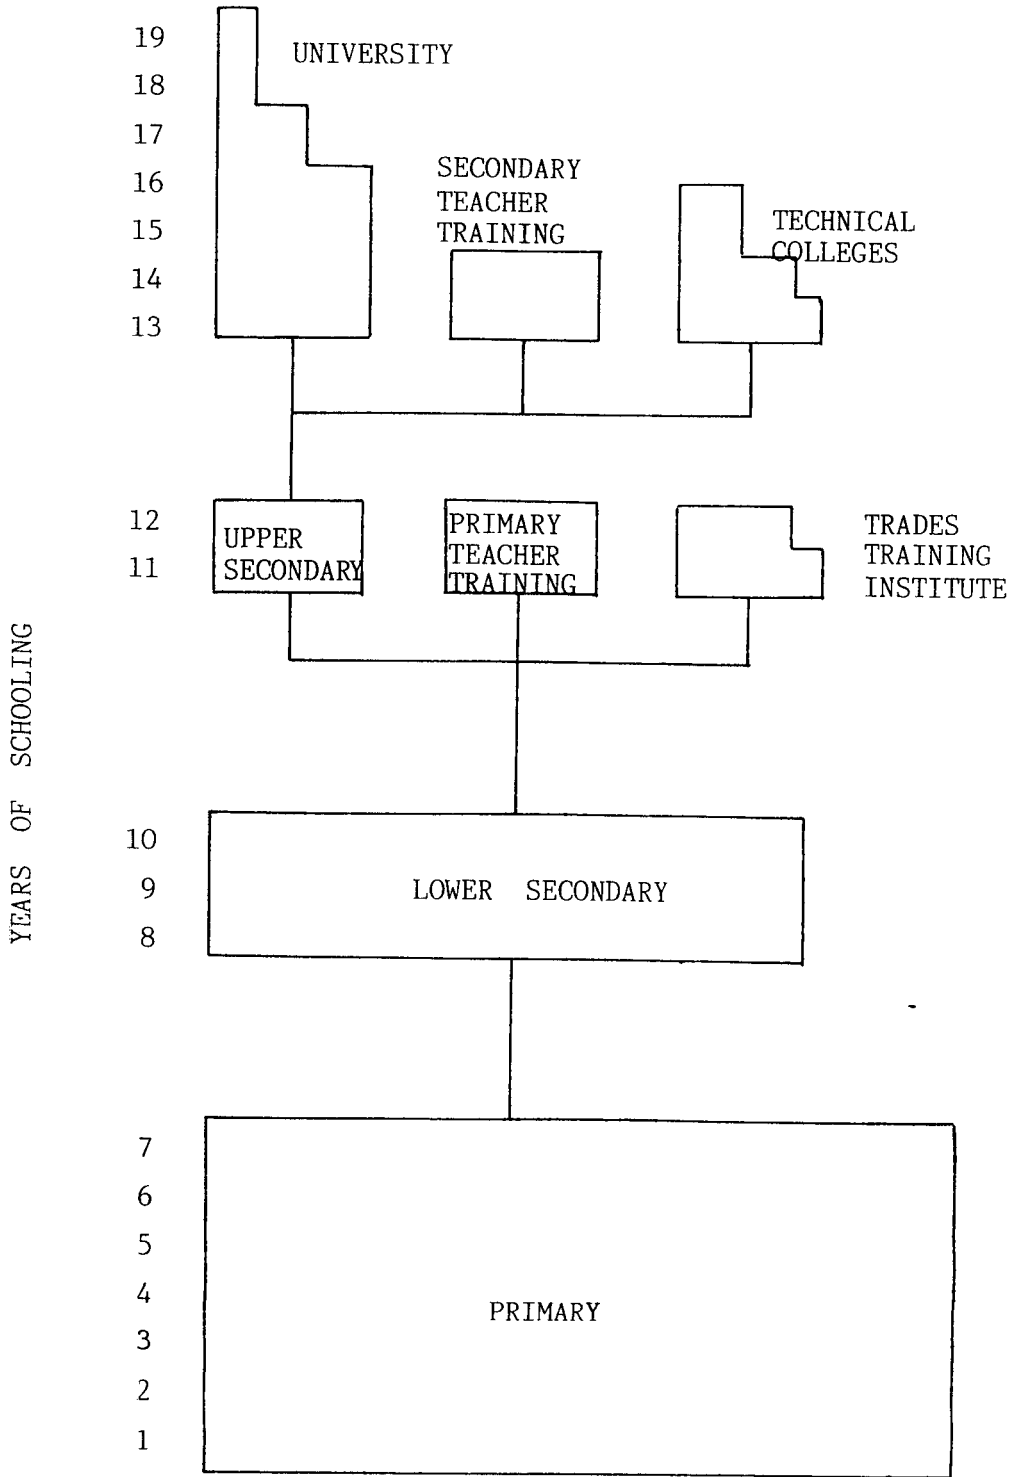 19
UNIVERSITY
18
17
SECONDARY
16
TEACHER
15
TRAINING
TECHNICAL
COLLEGES
14
13
12
UPPER
SECONDARY
PRIMARY
TEACHER
TRAINING
TRADES
TRAINING
INSTITUTE
11
YEARS OF SCHOOLING
10
9
LOWER SECONDARY
8
7
6
5
4
PRIMARY
3
2
1